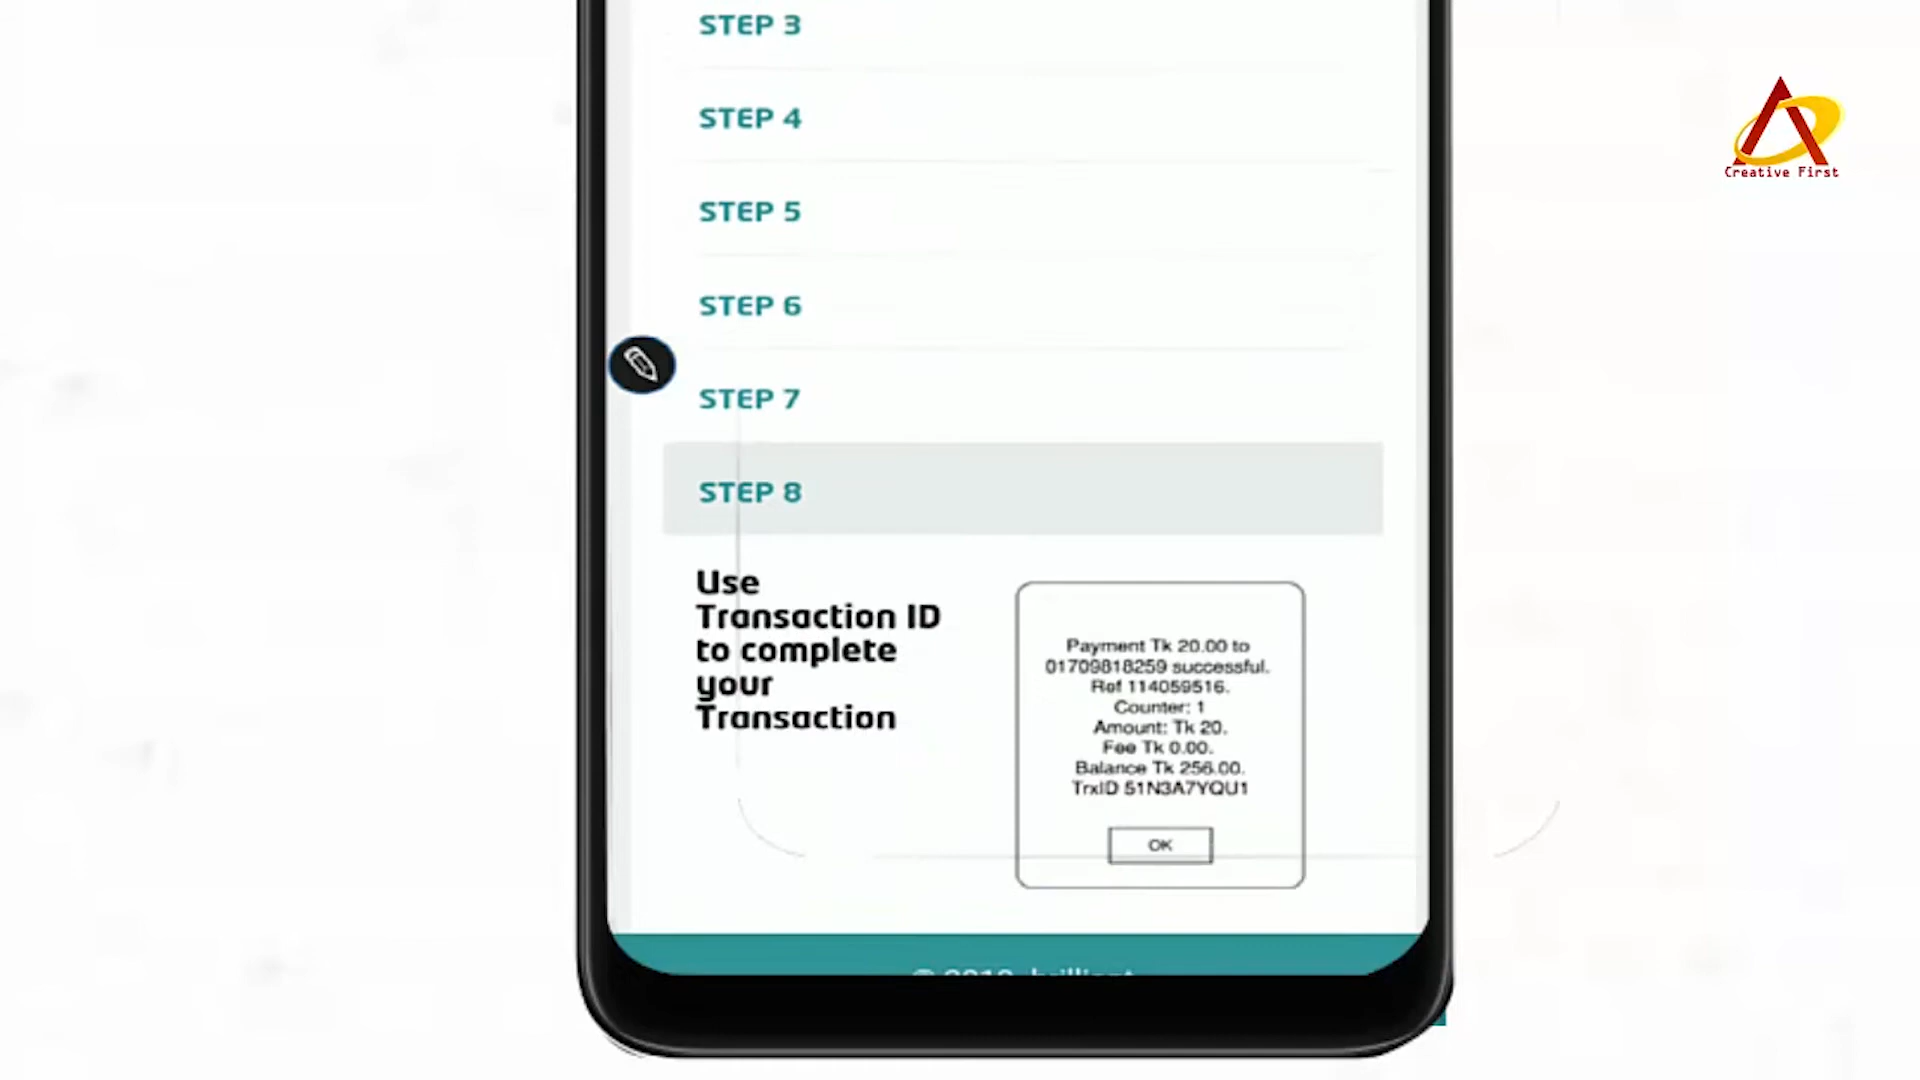 STEP 3
Creative First
STEP 4
STEP 5
STEP 6
STEP 7
STEP 8
Use
Transaction ID
to complete
your
Transaction
Payment Tk 20.00 to
01709818259 successful.
Ref 114059516.
Counter: 1
Amount: Tk 20.
Fee Tk 0.00.
Balance Tk 256.00.
TrxID 51N3A7YQU1
OK